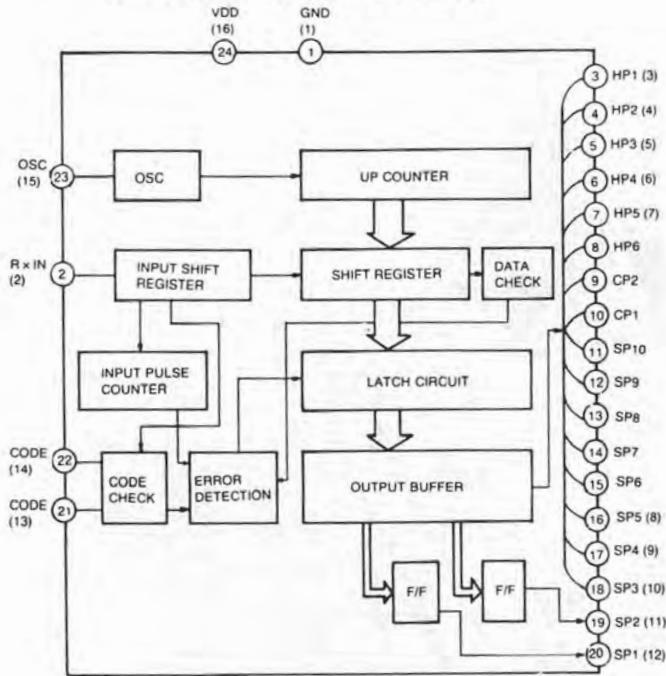 VDD
(16)
24
GND
(1)
1
OSC
(15)
23
OSC
UP COUNTER
R × IN
(2)
2
INPUT SHIFT
REGISTER
SHIFT REGISTER
DATA
CHECK
INPUT PULSE
COUNTER
LATCH CIRCUIT
CODE
(14)
22
CODE
(13)
21
CODE
CHECK
ERROR
DETECTION
OUTPUT BUFFER
F/F
F/F
3 HP1 (3)
4 HP2 (4)
5 HP3 (5)
6 HP4 (6)
7 HP5 (7)
8 HP6
9 CP2
10 CP1
11 SP10
12 SP9
13 SP8
14 SP7
15 SP6
16 SP5 (8)
17 SP4 (9)
18 SP3 (10)
19 SP2 (11)
20 SP1 (12)